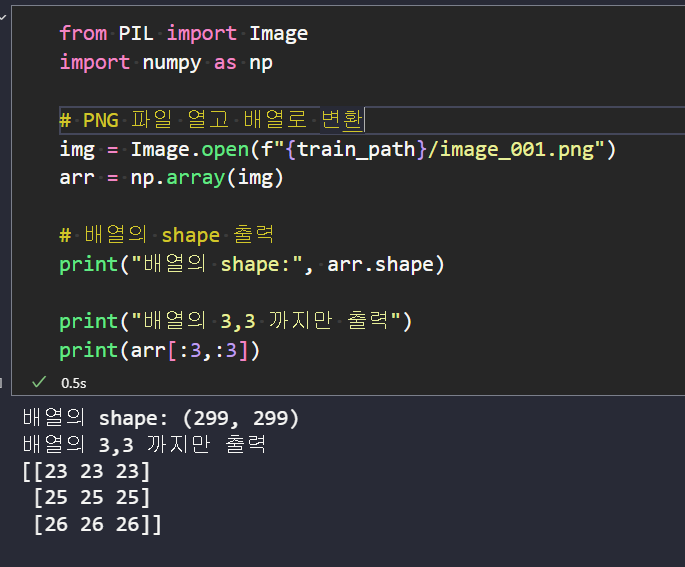 from PIL import Image
import numpy as np
# PNG 파일 열고 배열로 변환
img = Image.open(f"{train_path}/image_001.png")
arr = np.array(img)
# 배열의 shape 출력
print("배열의 shape:", arr.shape)
print("배열의 3,3 까지만 출력")
print(arr[:3,:3])
0.5s
배열의 shape: (299, 299)
배열의 3,3 까지만 출력
[[23 23 23]
[25 25 25]
[26 26 26]]